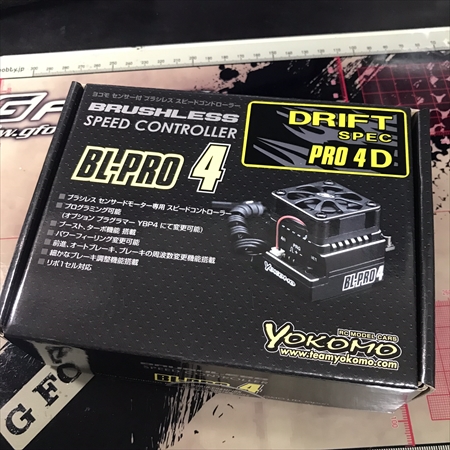 hobby.jp
www.gfo
ヨコモ センサー付 ブラシレス スピードコントローラー
BRUSHLESS
SPEED CONTROLLER
DRIFT
SPEC
PRO 4D
BL-PRO 4
■ブラシレス センサードモーター専用 スピードコントローラー
■プログラミング可能
(オプション プログラマー YBP4 にて変更可能)
■ブースト、ターボ機能 搭載
■パワーフィーリング変更可能
■前進、オートブレーキ、ブレーキの周波数変更機能搭載
■細かなブレーキ調整機能搭載
■リポ1セル対応
YOKOMO
BL-PRO4
RC MODEL CARS
YOKOMO
www.teamyokomo.com
BL-PRO 4
GFO